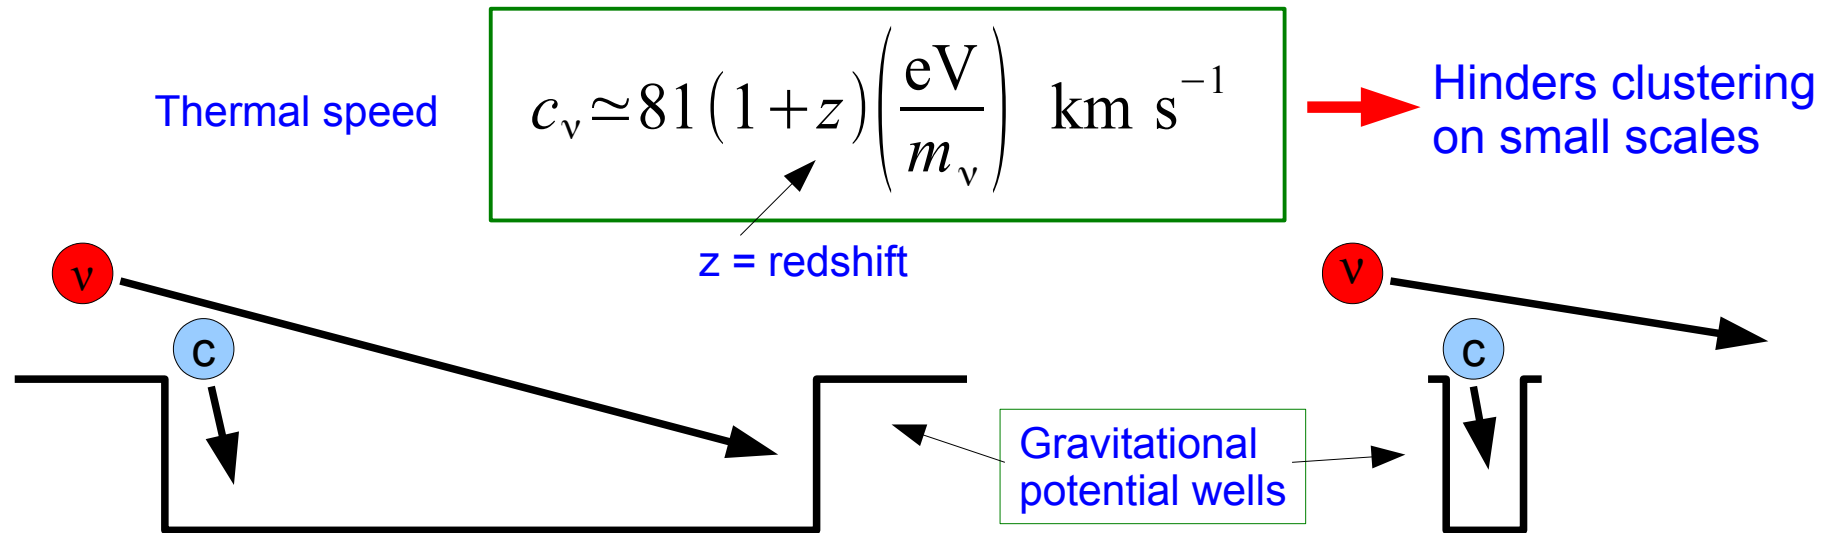 Thermal speed
c_ν ≃ 81 (1+z) (eV / m_ν) km s⁻¹
Hinders clustering
on small scales
z = redshift
ν
c
ν
c
Gravitational
potential wells